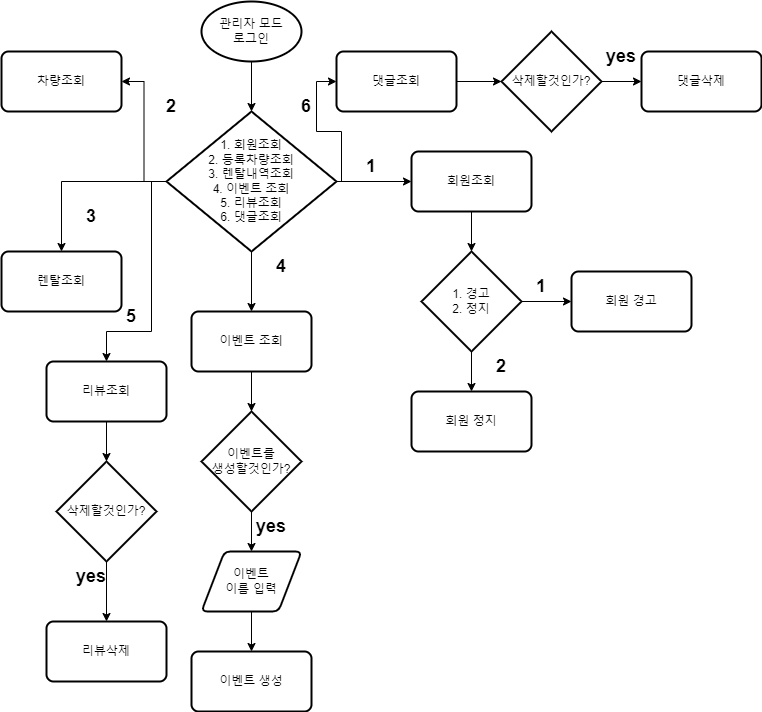 관리자 모드
로그인
차량조회
2
6
댓글조회
삭제할것인가?
yes
댓글삭제
1. 회원조회
2. 등록차량조회
3. 렌탈내역조회
4. 이벤트 조회
5. 리뷰조회
6. 댓글조회
1
회원조회
3
렌탈조회
4
1. 경고
2. 정지
1
회원 경고
5
이벤트 조회
2
리뷰조회
회원 정지
이벤트를
생성할것인가?
삭제할것인가?
yes
yes
이벤트
이름 입력
리뷰삭제
이벤트 생성